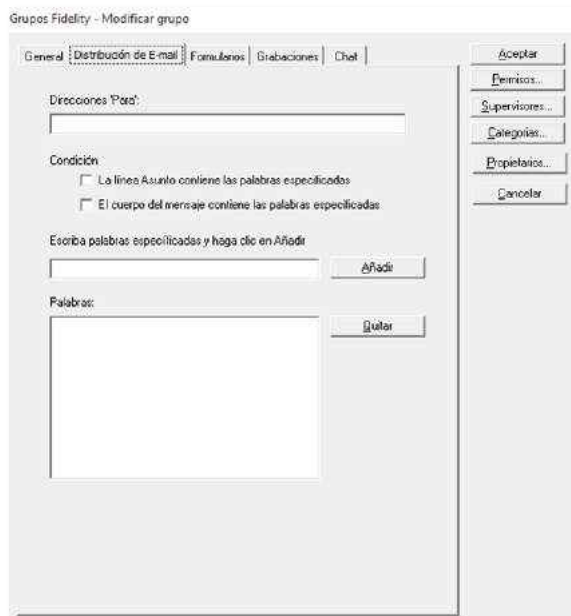 Grupos Fidelity - Modificar grupo
General Distribución de E-mail Formularios Grabaciones Chat
Aceptar
Permisos...
Supervisores...
Categorías...
Propietarios...
Cancelar
Direcciones 'Para':
Condición
La línea Asunto contiene las palabras especificadas
El cuerpo del mensaje contiene las palabras especificadas
Escriba palabras específicadas y haga clic en Añadir
Añadir
Palabras:
Quitar